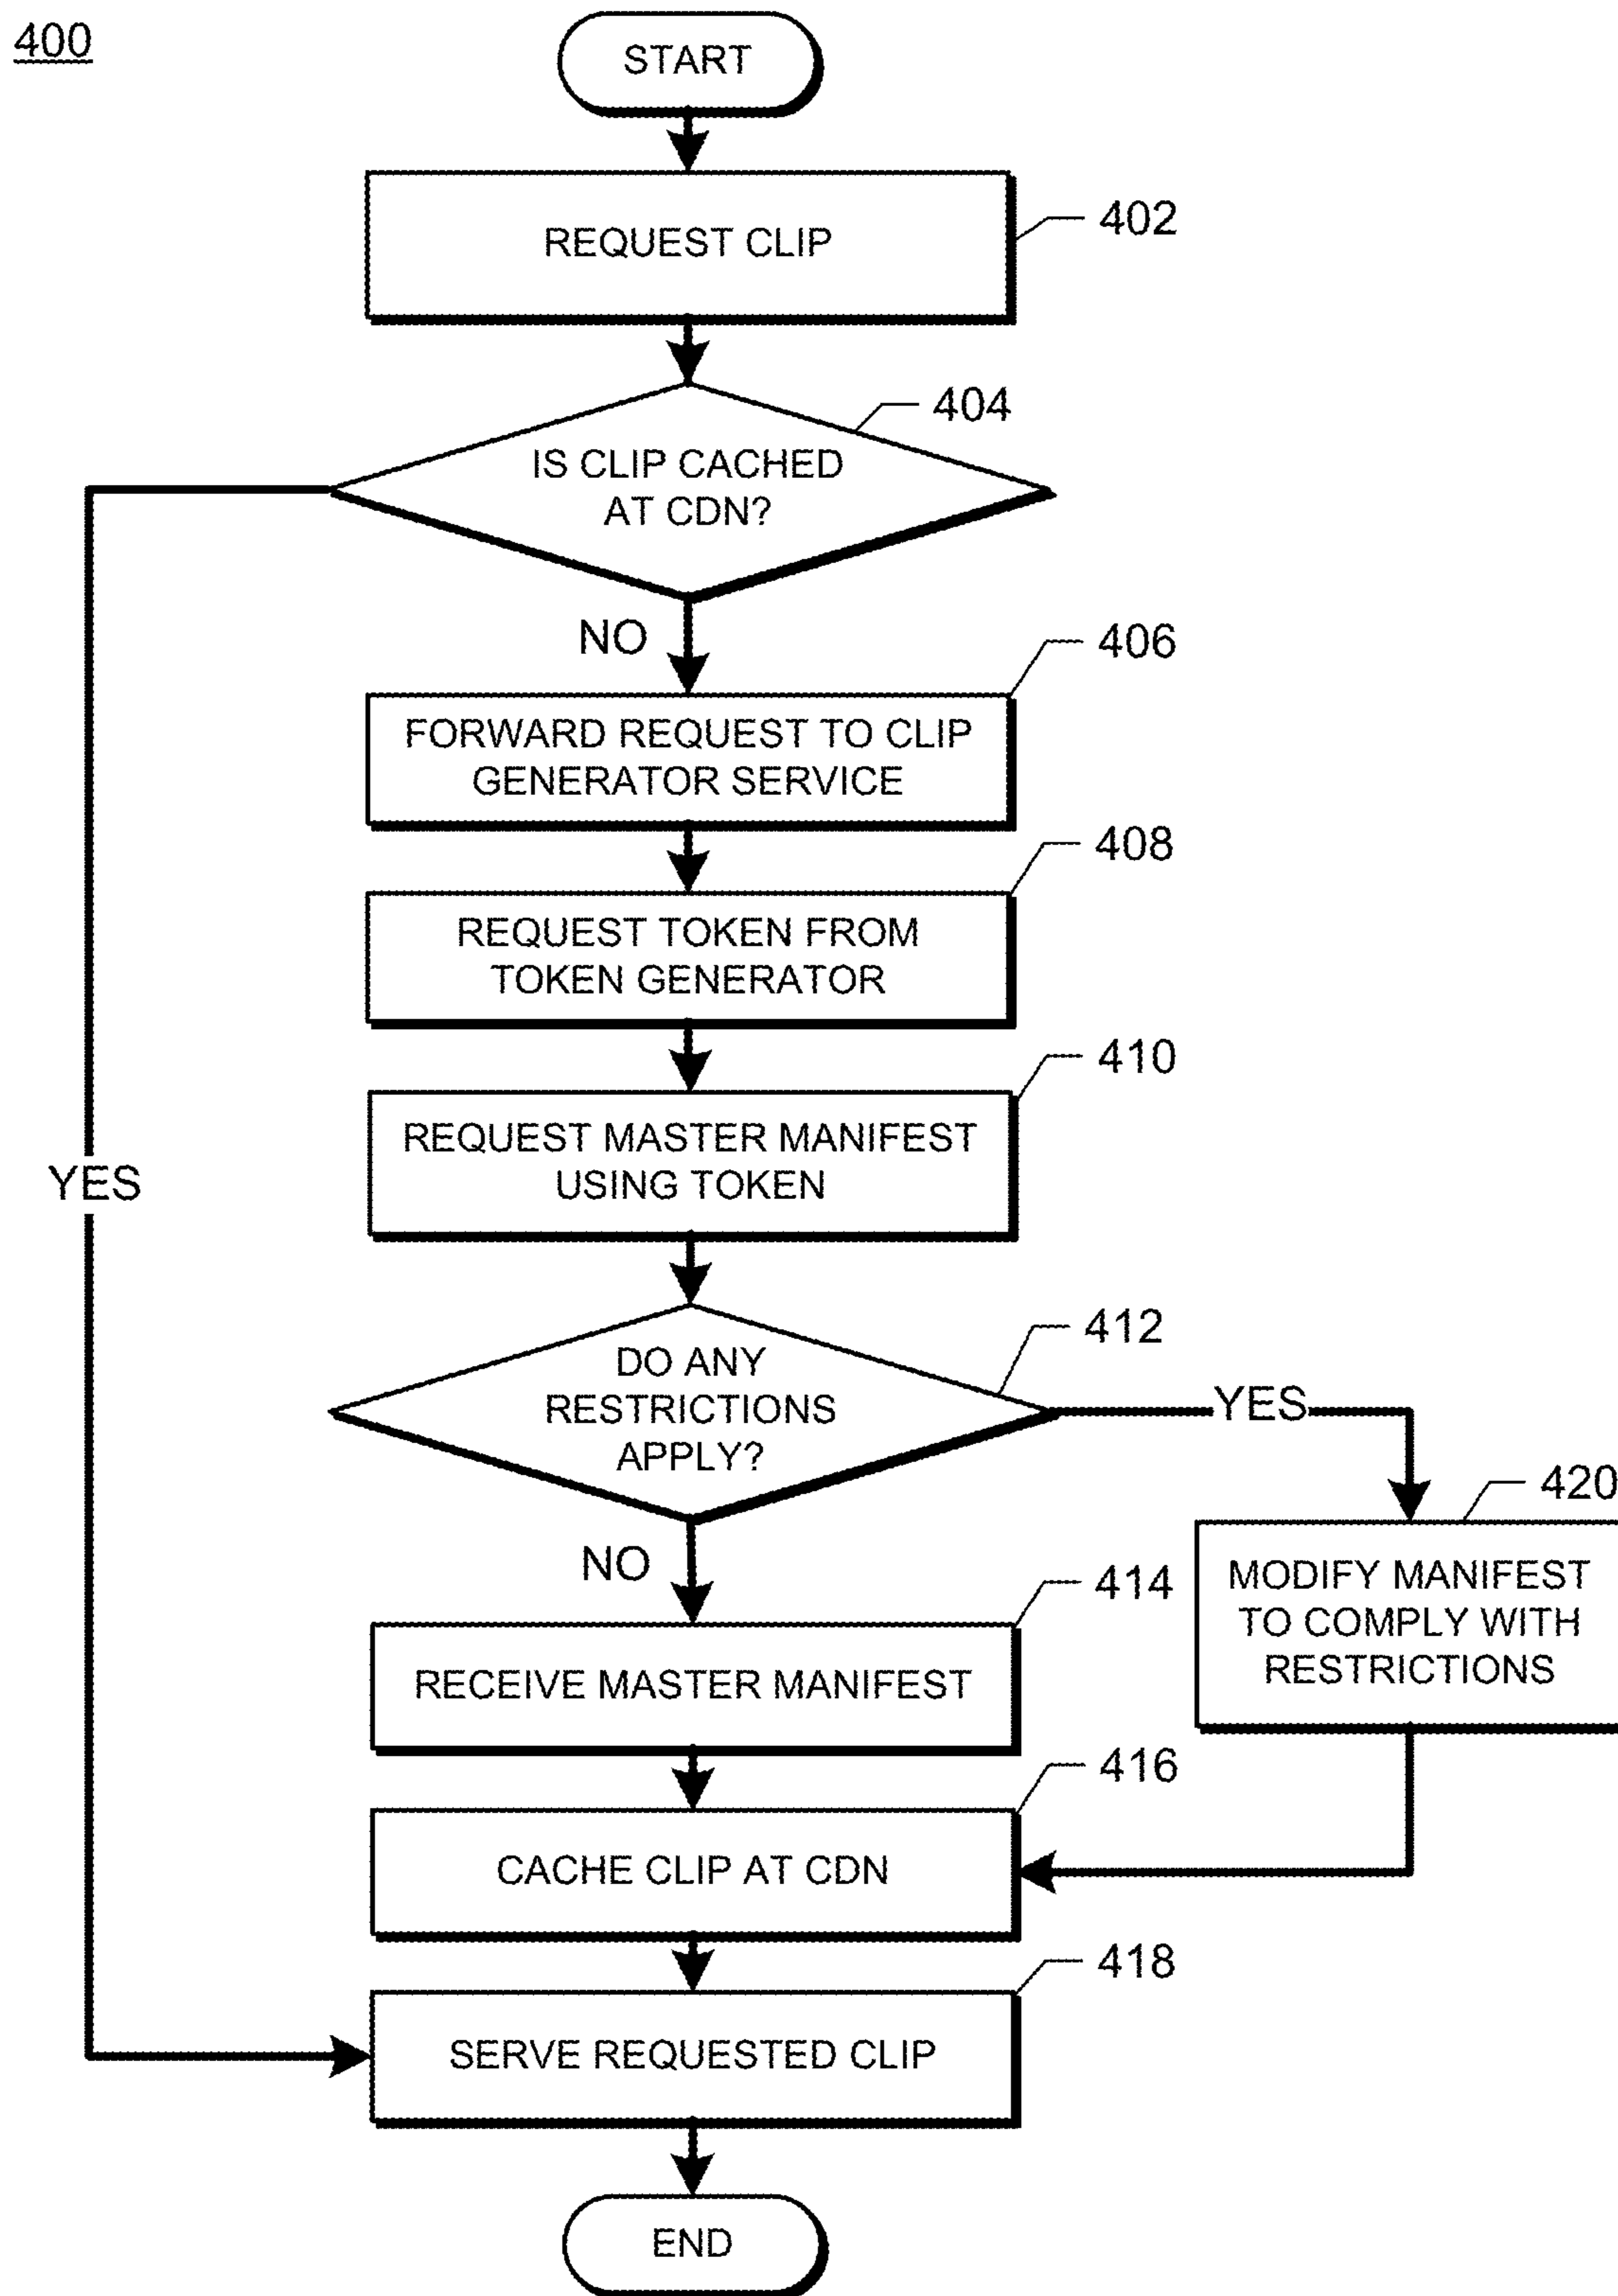 400
START
REQUEST CLIP
402
404
IS CLIP CACHED
AT CDN?
NO
406
FORWARD REQUEST TO CLIP
GENERATOR SERVICE
408
REQUEST TOKEN FROM
TOKEN GENERATOR
410
REQUEST MASTER MANIFEST
USING TOKEN
YES
412
DO ANY
RESTRICTIONS
APPLY?
YES
420
MODIFY MANIFEST
TO COMPLY WITH
RESTRICTIONS
NO
414
RECEIVE MASTER MANIFEST
416
CACHE CLIP AT CDN
418
SERVE REQUESTED CLIP
END